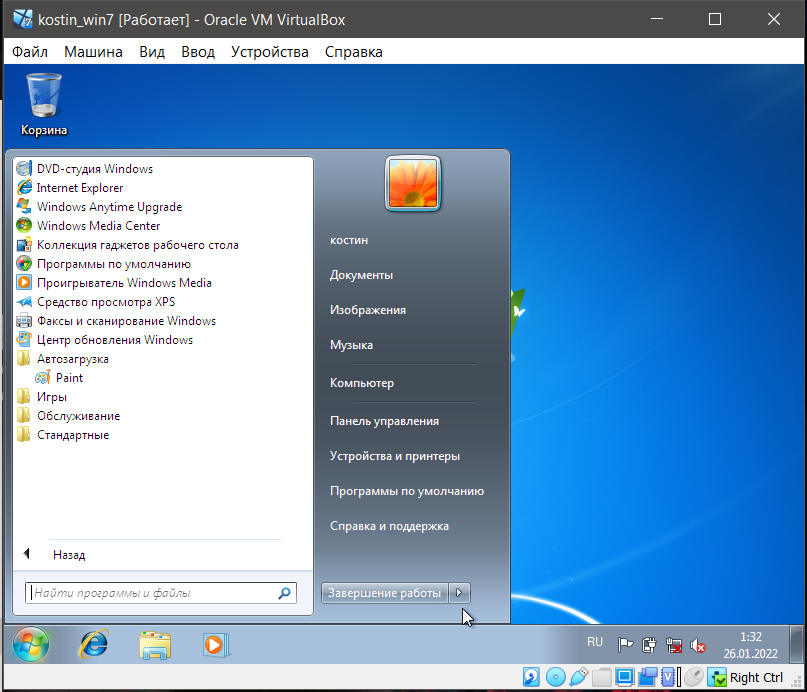 kostin_win7 [Работает] - Oracle VM VirtualBox
Файл Машина Вид Ввод Устройства Справка
Корзина
DVD-студия Windows
Internet Explorer
Windows Anytime Upgrade
Windows Media Center
Коллекция гаджетов рабочего стола
Программы по умолчанию
Проигрыватель Windows Media
Средство просмотра XPS
Факсы и сканирование Windows
Центр обновления Windows
Автозагрузка
Paint
Игры
Обслуживание
Стандартные
Назад
Найти программы и файлы
костин
Документы
Изображения
Музыка
Компьютер
Панель управления
Устройства и принтеры
Программы по умолчанию
Справка и поддержка
Завершение работы
RU
1:32
26.01.2022
Right Ctrl